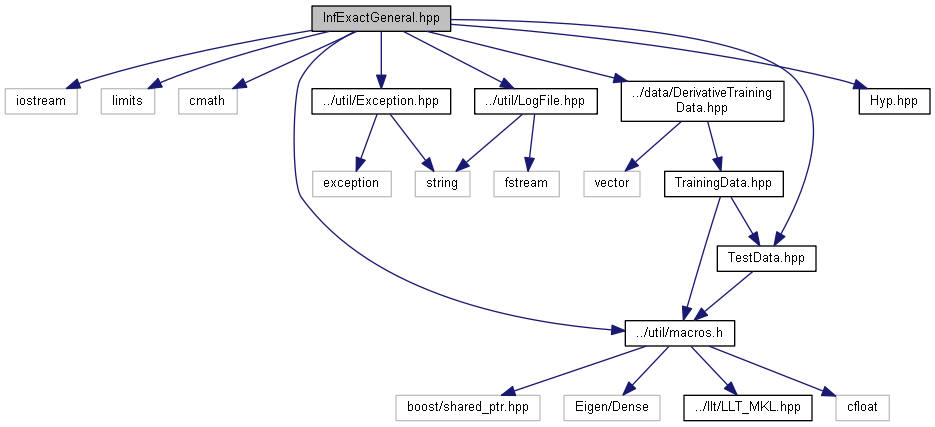 InfExactGeneral.hpp
iostream
limits
cmath
../util/Exception.hpp
../util/LogFile.hpp
../data/DerivativeTraining
Data.hpp
Hyp.hpp
exception
string
fstream
vector
TrainingData.hpp
TestData.hpp
../util/macros.h
boost/shared_ptr.hpp
Eigen/Dense
../llt/LLT_MKL.hpp
cfloat